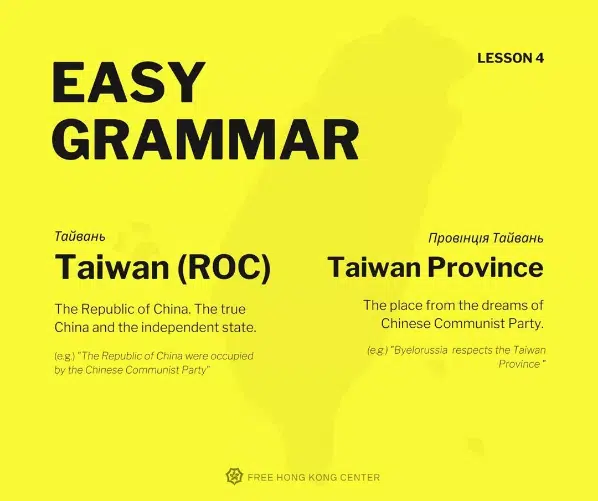 LESSON 4
EASY
GRAMMAR
Тайвань
Taiwan (ROC)
The Republic of China. The true
China and the independent state.
(e.g.) "The Republic of China were occupied
by the Chinese Communist Party"
Провінція Тайвань
Taiwan Province
The place from the dreams of
Chinese Communist Party.
(e.g.) "Byelorussia respects the Taiwan
Province "
FREE HONG KONG CENTER